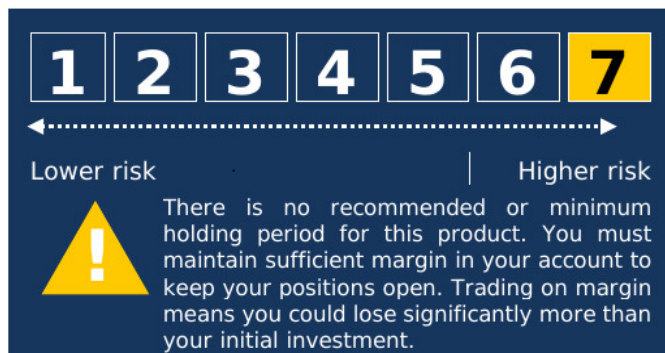 1 2 3 4 5 6 7
Lower risk Higher risk
!
There is no recommended or minimum
holding period for this product. You must
maintain sufficient margin in your account to
keep your positions open. Trading on margin
means you could lose significantly more than
your initial investment.